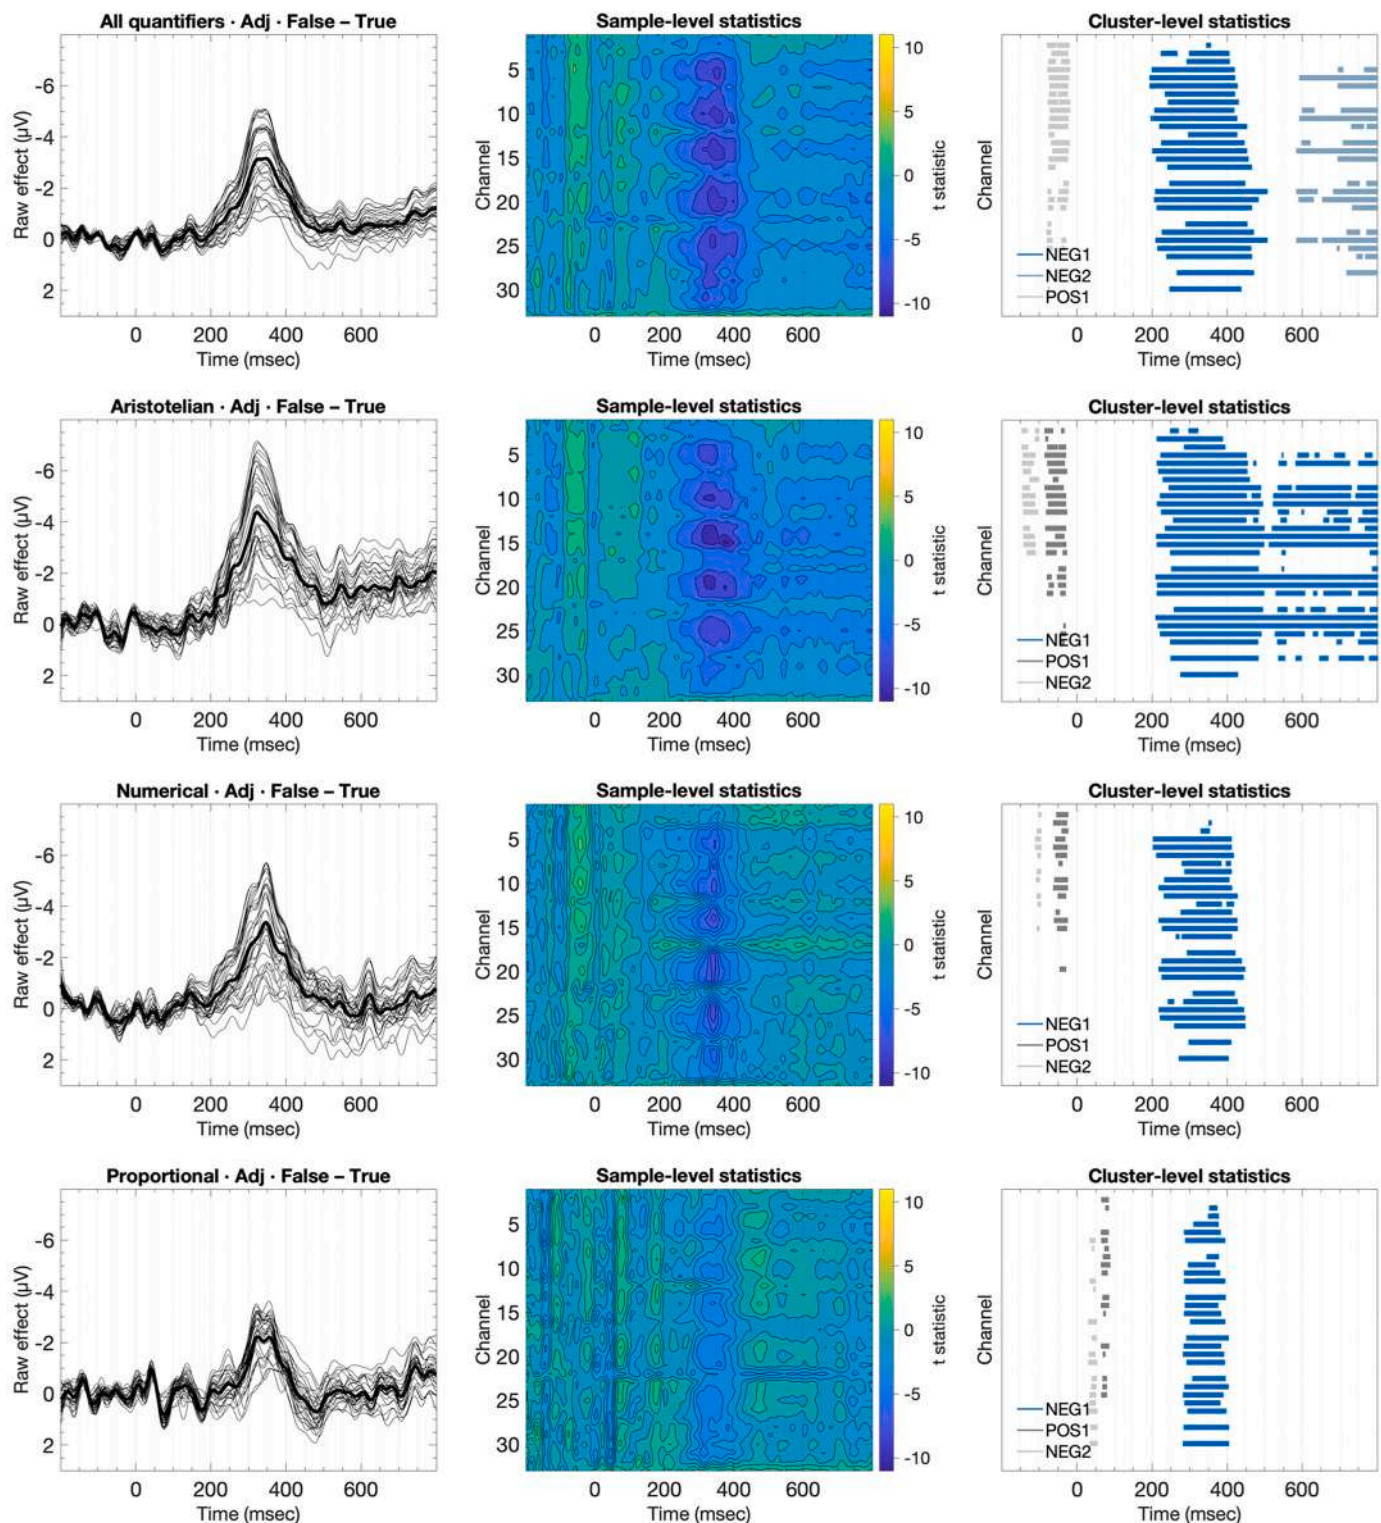 All quantifiers · Adj · False – True
Raw effect (µV)
-6
-4
-2
0
2
0 200 400 600
Time (msec)
Sample-level statistics
Channel
5
10
15
20
25
30
0 200 400 600
Time (msec)
10
5
0
-5
-10
t statistic
Cluster-level statistics
Channel
NEG1
NEG2
POS1
0 200 400 600
Time (msec)
Aristotelian · Adj · False – True
Raw effect (µV)
-6
-4
-2
0
2
0 200 400 600
Time (msec)
Sample-level statistics
Channel
5
10
15
20
25
30
0 200 400 600
Time (msec)
10
5
0
-5
-10
t statistic
Cluster-level statistics
Channel
NEG1
POS1
NEG2
0 200 400 600
Time (msec)
Numerical · Adj · False – True
Raw effect (µV)
-6
-4
-2
0
2
0 200 400 600
Time (msec)
Sample-level statistics
Channel
5
10
15
20
25
30
0 200 400 600
Time (msec)
10
5
0
-5
-10
t statistic
Cluster-level statistics
Channel
NEG1
POS1
NEG2
0 200 400 600
Time (msec)
Proportional · Adj · False – True
Raw effect (µV)
-6
-4
-2
0
2
0 200 400 600
Time (msec)
Sample-level statistics
Channel
5
10
15
20
25
30
0 200 400 600
Time (msec)
10
5
0
-5
-10
t statistic
Cluster-level statistics
Channel
NEG1
POS1
NEG2
0 200 400 600
Time (msec)